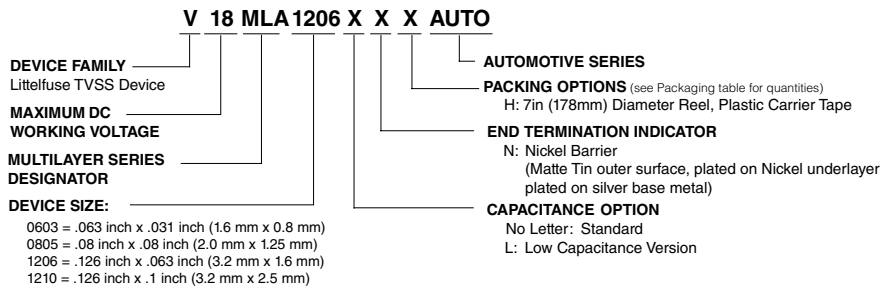 V 18 MLA 1206 X X X AUTO
DEVICE FAMILY
Littelfuse TVSS Device
MAXIMUM DC
WORKING VOLTAGE
MULTILAYER SERIES
DESIGNATOR
DEVICE SIZE:
0603 = .063 inch x .031 inch (1.6 mm x 0.8 mm)
0805 = .08 inch x .08 inch (2.0 mm x 1.25 mm)
1206 = .126 inch x .063 inch (3.2 mm x 1.6 mm)
1210 = .126 inch x .1 inch (3.2 mm x 2.5 mm)
AUTOMOTIVE SERIES
PACKING OPTIONS (see Packaging table for quantities)
H: 7in (178mm) Diameter Reel, Plastic Carrier Tape
END TERMINATION INDICATOR
N: Nickel Barrier
(Matte Tin outer surface, plated on Nickel underlayer
plated on silver base metal)
CAPACITANCE OPTION
No Letter: Standard
L: Low Capacitance Version